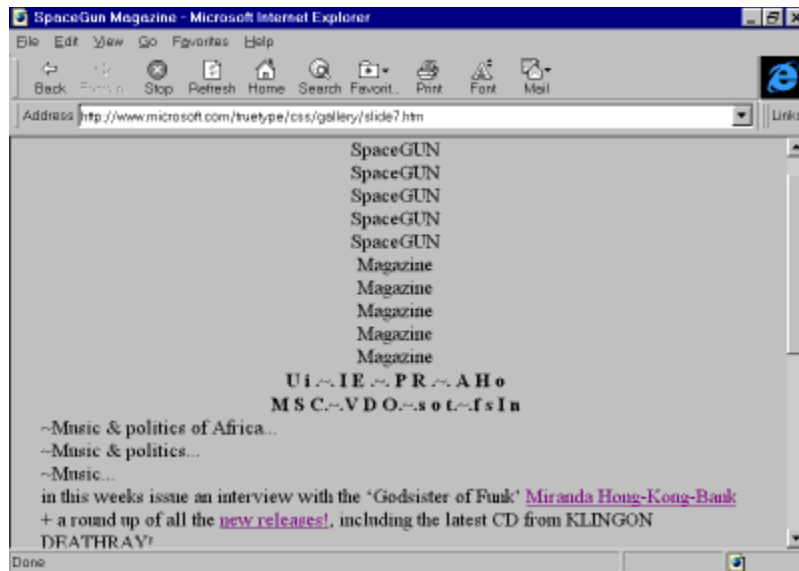 SpaceGun Magazine - Microsoft Internet Explorer
File Edit View Go Favorites Help
Back Forwa.. Stop Refresh Home Search Favorit.. Print Font Mail
Address http://www.microsoft.com/truetype/css/gallery/slide7.htm Links
SpaceGUN
SpaceGUN
SpaceGUN
SpaceGUN
SpaceGUN
Magazine
Magazine
Magazine
Magazine
Magazine
U i .~. I E .~. P R .~. A H o
M S C.~.V D O.~.s o t.~.f s I n
~Music & politics of Africa...
~Music & politics...
~Music...
in this weeks issue an interview with the ‘Godsister of Funk’ Miranda Hong-Kong-Bank
+ a round up of all the new releases!, including the latest CD from KLINGON
DEATHRAY!
Done